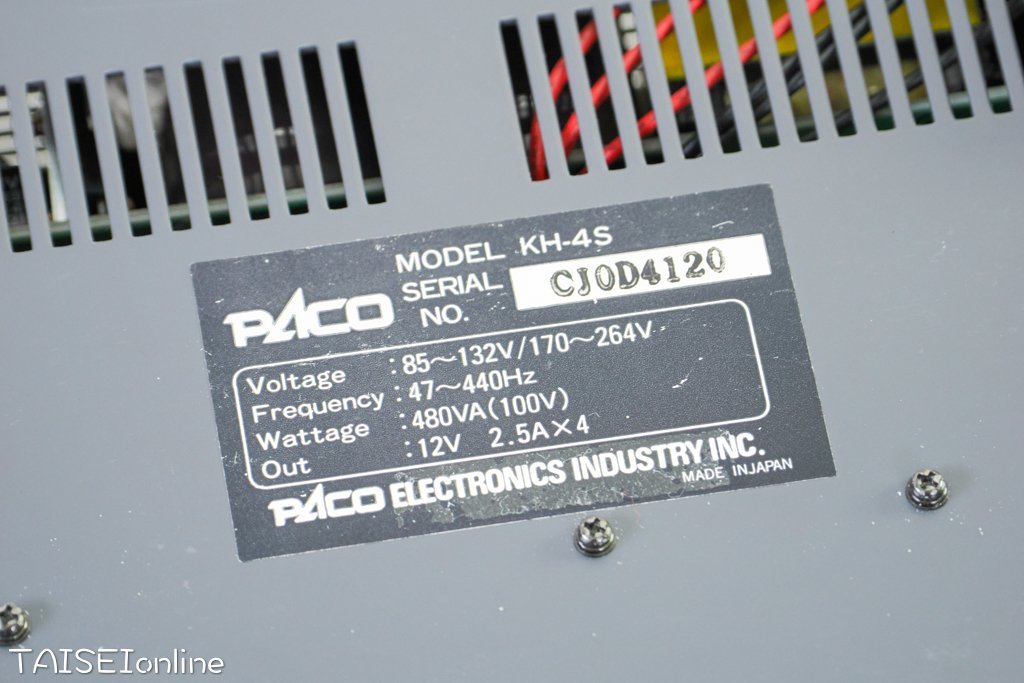 MODEL KH-4S
SERIAL NO. CJ0D4120
PACO
Voltage :85～132V/170～264V
Frequency :47～440Hz
Wattage :480VA(100V)
Out :12V 2.5A×4
PACO ELECTRONICS INDUSTRY INC.
MADE IN JAPAN
TAISEIonline